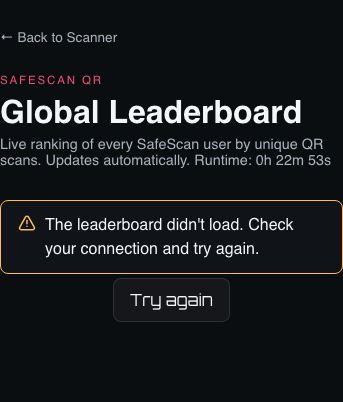 ← Back to Scanner
SAFESCAN QR
Global Leaderboard
Live ranking of every SafeScan user by unique QR
scans. Updates automatically. Runtime: 0h 22m 53s
The leaderboard didn't load. Check
your connection and try again.
Try again